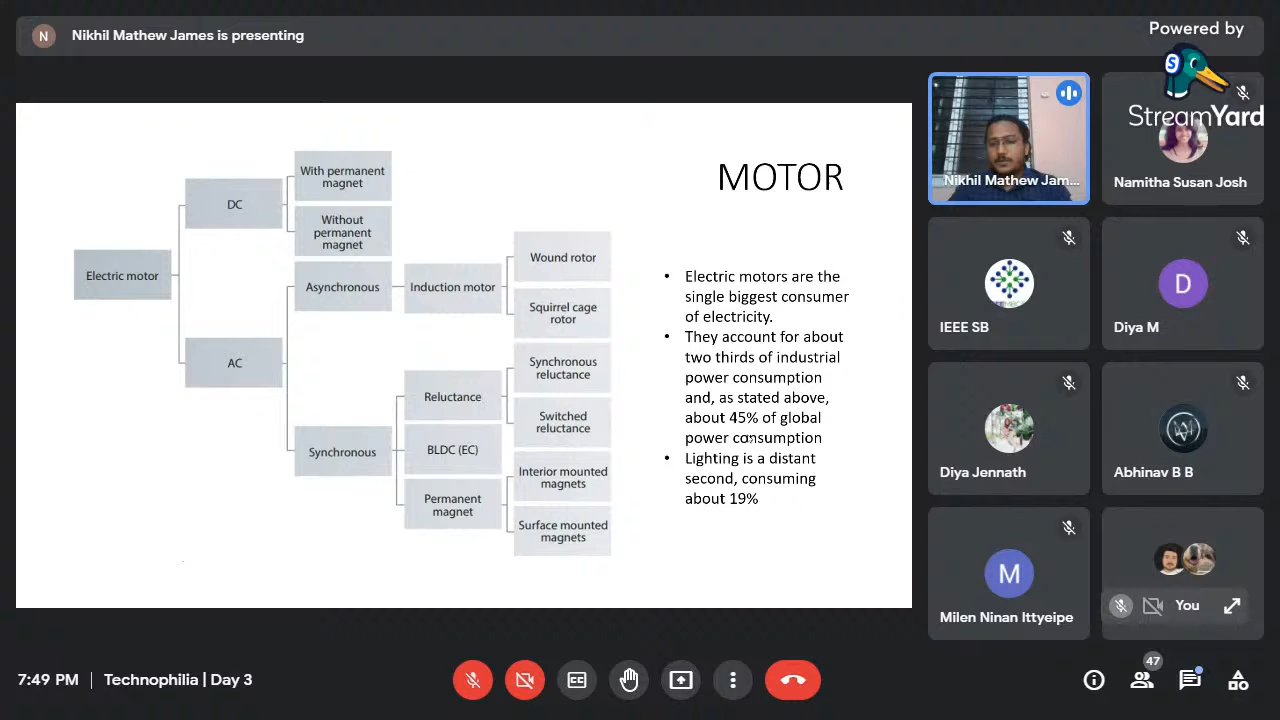 N
Nikhil Mathew James is presenting
Powered by
S
StreamYard
Electric motor
DC
AC
With permanent
magnet
Without
permanent
magnet
Asynchronous
Synchronous
Induction motor
Reluctance
BLDC (EC)
Permanent
magnet
Wound rotor
Squirrel cage
rotor
Synchronous
reluctance
Switched
reluctance
Interior mounted
magnets
Surface mounted
magnets
MOTOR
• Electric motors are the
single biggest consumer
of electricity.
• They account for about
two thirds of industrial
power consumption
and, as stated above,
about 45% of global
power consumption
• Lighting is a distant
second, consuming
about 19%
Nikhil Mathew Jam...
Namitha Susan Josh
IEEE SB
D
Diya M
Diya Jennath
Abhinav B B
M
Milen Ninan Ittyeipe
You
7:49 PM | Technophilia | Day 3
CC
47